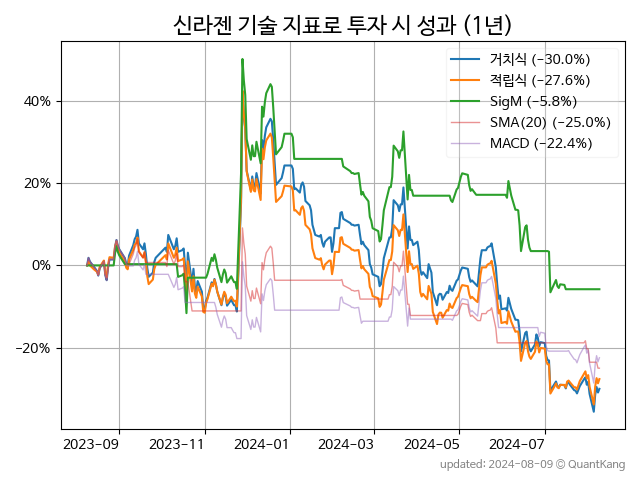 신라젠 기술 지표로 투자 시 성과 (1년)
거치식 (−30.0%)
적립식 (−27.6%)
SigM (−5.8%)
SMA(20) (−25.0%)
MACD (−22.4%)
40%
20%
0%
−20%
2023-09 2023-11 2024-01 2024-03 2024-05 2024-07
updated: 2024-08-09 © QuantKang